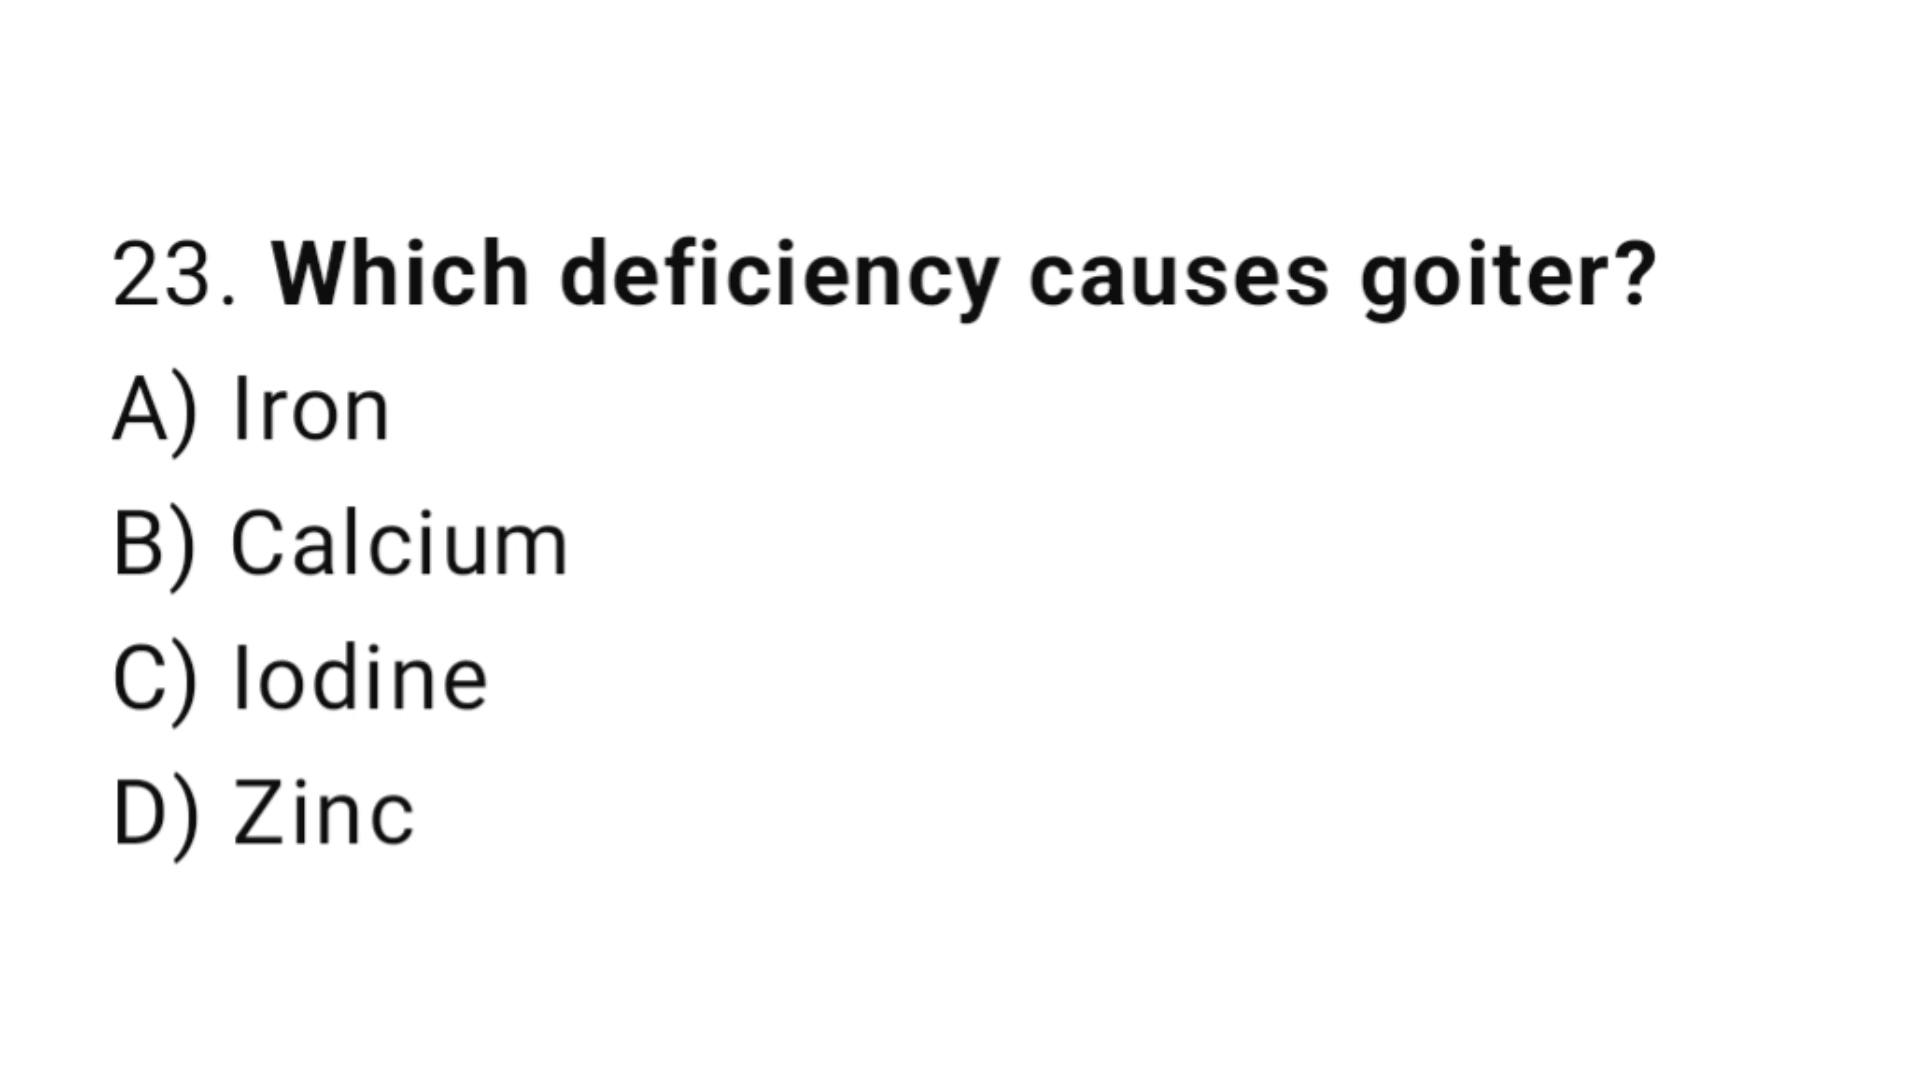 23. Which deficiency causes goiter?
A) Iron
B) Calcium
C) Iodine
D) Zinc